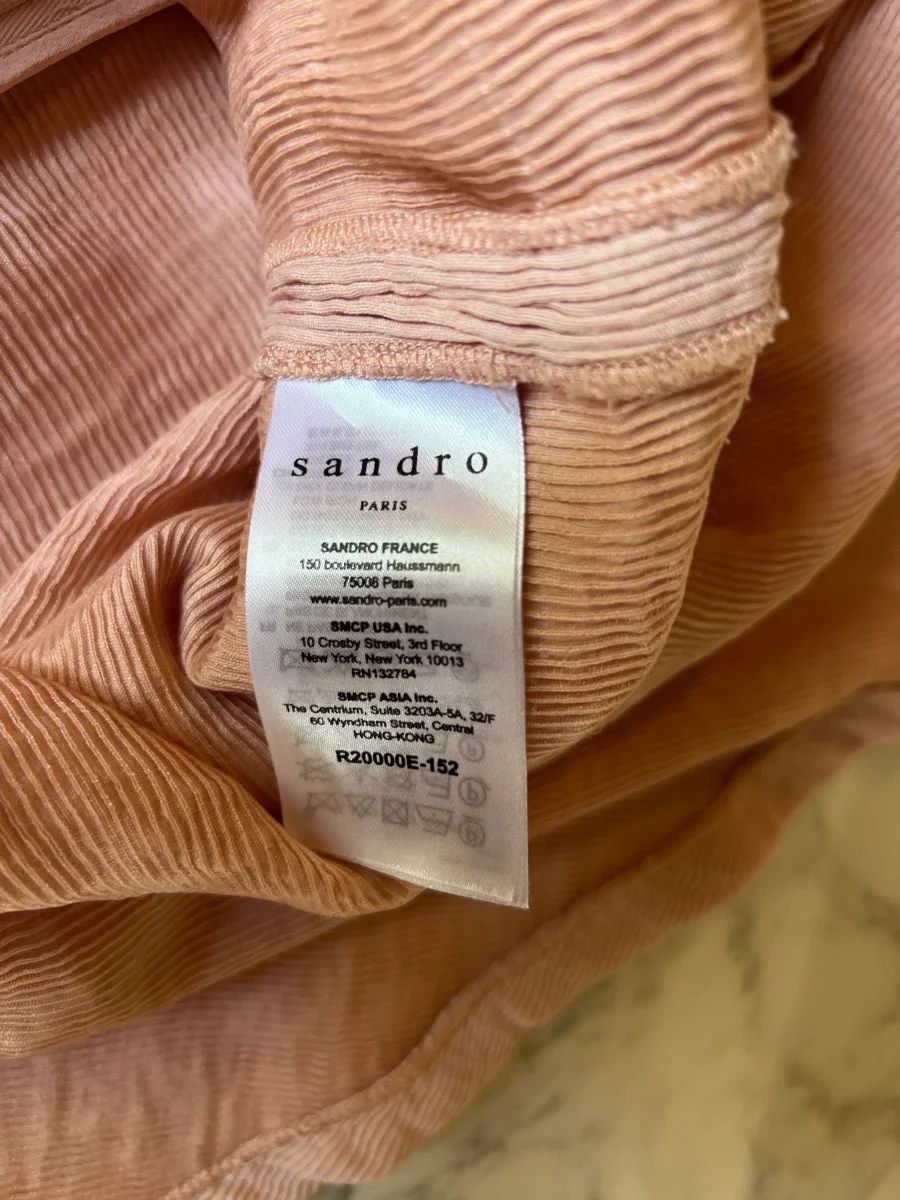 sandro
PARIS
SANDRO FRANCE
150 boulevard Haussmann
75008 Paris
www.sandro-paris.com
SMCP USA Inc.
10 Crosby Street, 3rd Floor
New York, New York 10013
RN132784
SMCP ASIA Inc.
The Centrium, Suite 3203A-5A, 32/F
60 Wyndham Street, Central
HONG-KONG
R20000E-152